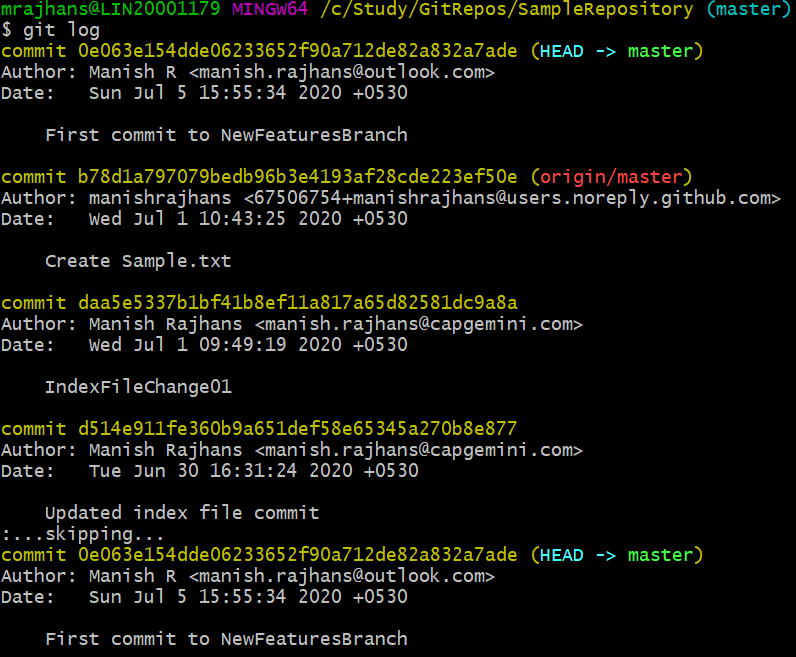 mrajhans@LIN20001179 MINGW64 /c/Study/GitRepos/SampleRepository (master)
$ git log
commit 0e063e154dde06233652f90a712de82a832a7ade (HEAD -> master)
Author: Manish R <manish.rajhans@outlook.com>
Date:   Sun Jul 5 15:55:34 2020 +0530
First commit to NewFeaturesBranch
commit b78d1a797079bedb96b3e4193af28cde223ef50e (origin/master)
Author: manishrajhans <67506754+manishrajhans@users.noreply.github.com>
Date:   Wed Jul 1 10:43:25 2020 +0530
Create Sample.txt
commit daa5e5337b1bf41b8ef11a817a65d82581dc9a8a
Author: Manish Rajhans <manish.rajhans@capgemini.com>
Date:   Wed Jul 1 09:49:19 2020 +0530
IndexFileChange01
commit d514e911fe360b9a651def58e65345a270b8e877
Author: Manish Rajhans <manish.rajhans@capgemini.com>
Date:   Tue Jun 30 16:31:24 2020 +0530
Updated index file commit
:...skipping...
commit 0e063e154dde06233652f90a712de82a832a7ade (HEAD -> master)
Author: Manish R <manish.rajhans@outlook.com>
Date:   Sun Jul 5 15:55:34 2020 +0530
First commit to NewFeaturesBranch